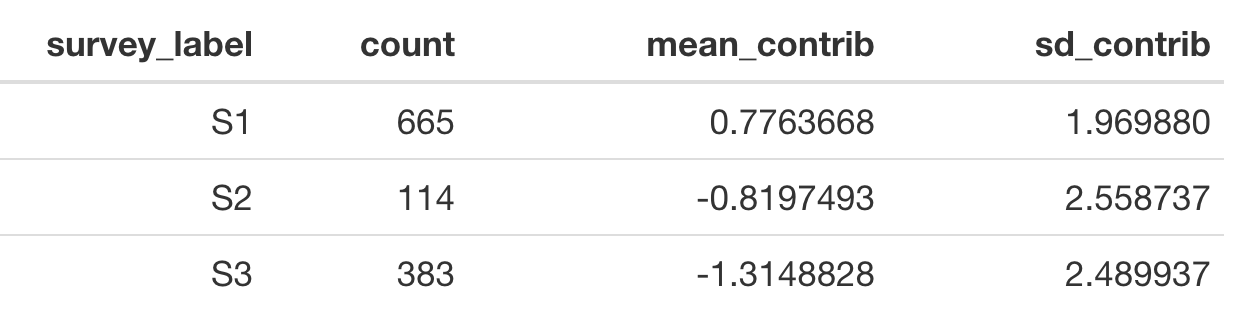 survey_label count mean_contrib sd_contrib
S1 665 0.7763668 1.969880
S2 114 -0.8197493 2.558737
S3 383 -1.3148828 2.489937